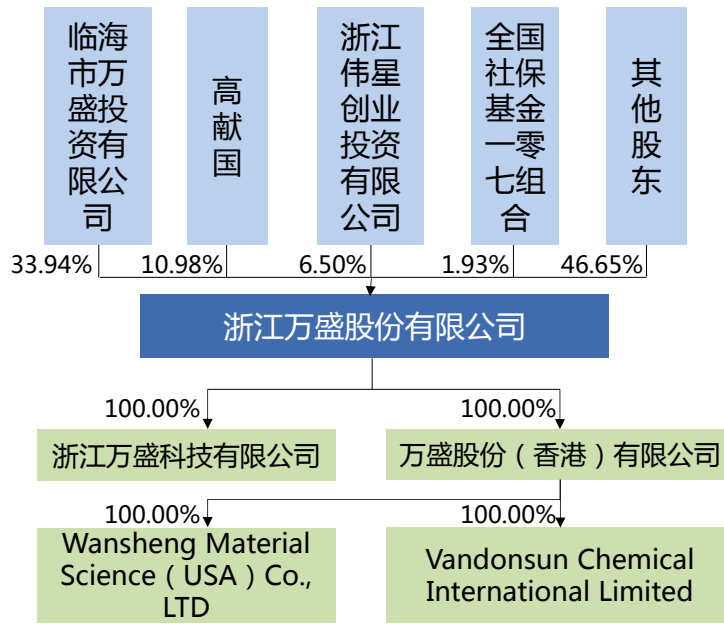 临海
市万
盛投
资有
限公
司
高
献
国
浙江
伟星
创业
投资
有限
公司
全国
社保
基金
一零
七组
合
其
他
股
东
33.94%
10.98%
6.50%
1.93%
46.65%
浙江万盛股份有限公司
100.00%
100.00%
浙江万盛科技有限公司
万盛股份（香港）有限公司
100.00%
100.00%
Wansheng Material
Science（USA）Co.,
LTD
Vandonsun Chemical
International Limited